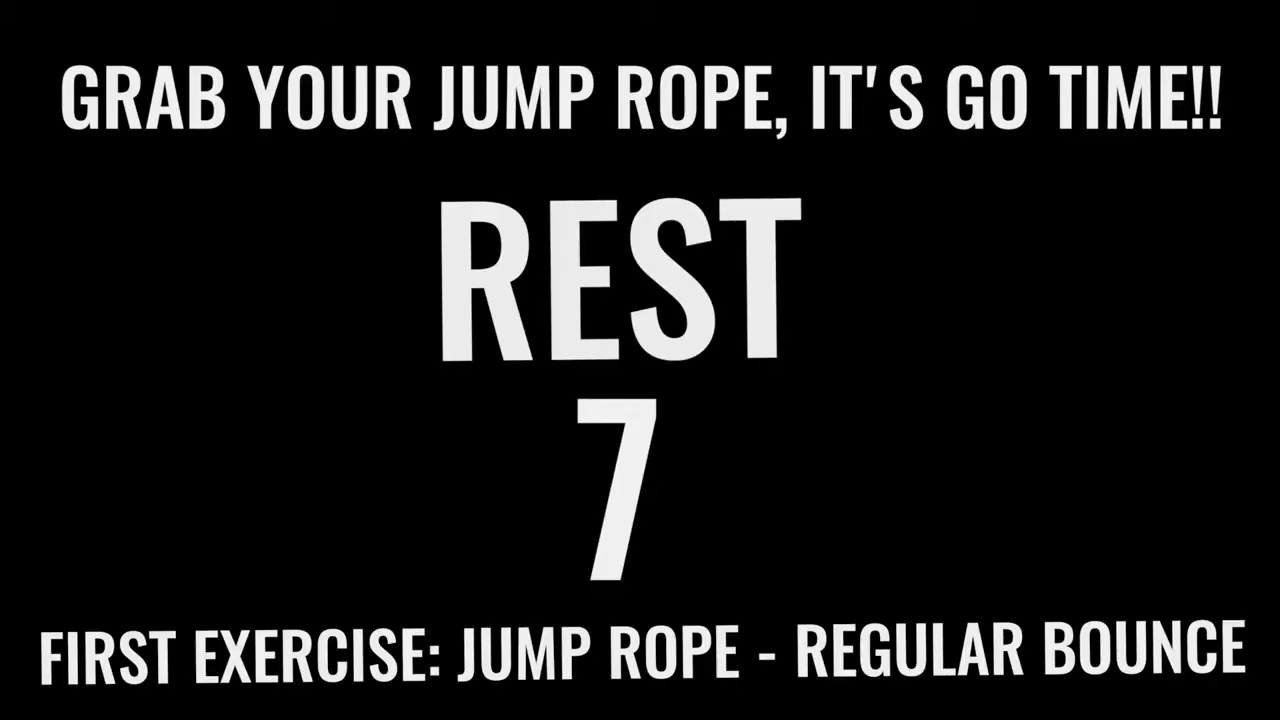 GRAB YOUR JUMP ROPE, IT'S GO TIME!!
REST
7
FIRST EXERCISE: JUMP ROPE - REGULAR BOUNCE